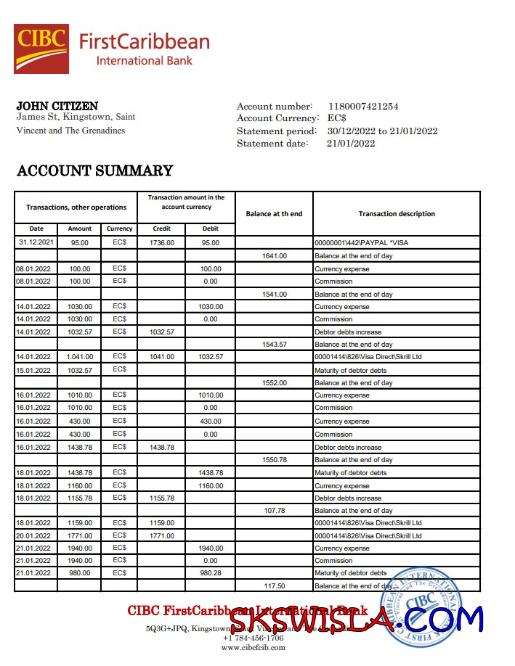 CIBC FirstCaribbean
International Bank
JOHN CITIZEN
James St, Kingstown, Saint
Vincent and The Grenadines
Account number: 1180007421254
Account Currency: EC$
Statement period: 30/12/2022 to 21/01/2022
Statement date: 21/01/2022
ACCOUNT SUMMARY
Transactions, other operations Transaction amount in the account currency Balance at th end Transaction description
Date Amount Currency Credit Debit
31.12.2021 95.00 EC$ 1736.00 95.00 00000001\442\PAYPAL *VISA
1641.00 Balance at the end of day
08.01.2022 100.00 EC$ 100.00 Currency expense
08.01.2022 100.00 EC$ 0.00 Commission
1541.00 Balance at the end of day
14.01.2022 1030.00 EC$ 1030.00 Currency expense
14.01.2022 1030.00 EC$ 0.00 Commission
14.01.2022 1032.57 EC$ 1032.57 Debtor debts increase
1543.57 Balance at the end of day
14.01.2022 1.041.00 EC$ 1041.00 1032.57 00001414\826\Visa Direct\Skrill Ltd
15.01.2022 1032.57 EC$ Maturity of debtor debts
1552.00 Balance at the end of day
16.01.2022 1010.00 EC$ 1010.00 Currency expense
16.01.2022 1010.00 EC$ 0.00 Commission
16.01.2022 430.00 EC$ 430.00 Currency expense
16.01.2022 430.00 EC$ 0.00 Commission
16.01.2022 1438.78 EC$ 1438.78 Debtor debts increase
1550.78 Balance at the end of day
18.01.2022 1438.78 EC$ 1438.78 Maturity of debtor debts
18.01.2022 1160.00 EC$ 1160.00 Currency expense
18.01.2022 1155.78 EC$ 1155.78 Debtor debts increase
107.78 Balance at the end of day
18.01.2022 1159.00 EC$ 1159.00 00001414\826\Visa Direct\Skrill Ltd
20.01.2022 1771.00 EC$ 1771.00 00001414\826\Visa Direct\Skrill Ltd
21.01.2022 1940.00 EC$ 1940.00 Currency expense
21.01.2022 1940.00 EC$ 0.00 Commission
21.01.2022 980.00 EC$ 980.28 Maturity of debtor debts
117.50 Balance at the end of day
CIBC FirstCaribbean International Bank
SKSWISLA.COM
5Q3G+JPQ, Kingstown
+1 784-456-1706
www.cibcfcib.com
CIBC